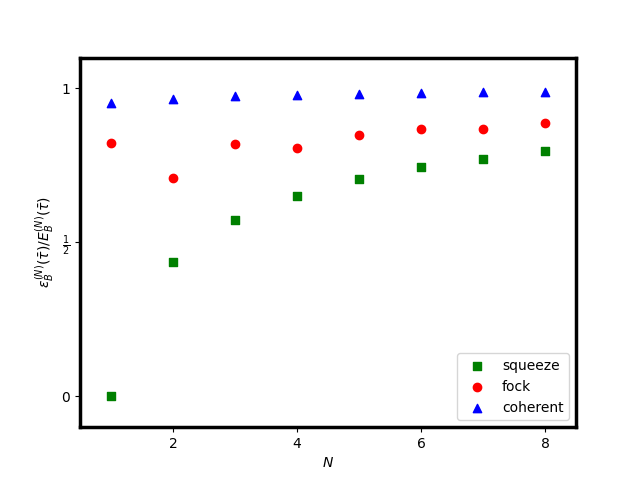 1
1/2
0
ε_B^(N)(τ̄)/E_B^(N)(τ̄)
2
4
6
8
N
squeeze
fock
coherent